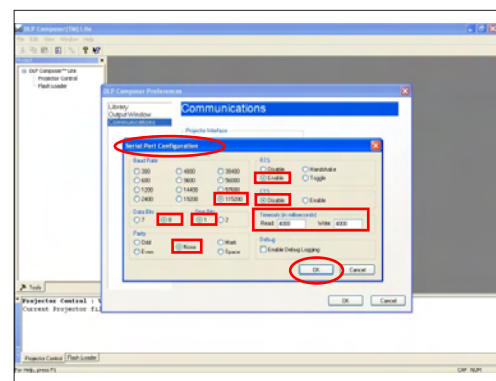 DLP Composer(TM) Lite
File Edit View Window Help
Project
DLP Composer™ Lite
Projector Control
Flash Loader
DLP Composer Preferences
Library
Output Window
Communications
Communications
Projector Interface
Serial Port Configuration
Baud Rate
300 4800 38400
600 9600 56000
1200 14400 57600
2400 19200 115200
Data Bits
7 8
Stop Bits
1 2
Parity
Odd None Mark
Even Space
RTS
Disable Handshake
Enable Toggle
CTS
Disable Enable
Timeouts (in milliseconds)
Read: 4000 Write: 4000
Debug
Enable Debug Logging
OK Cancel
OK Cancel
Tools
Projector Control :
Current Projector fil
Projector Control Flash Loader
For Help, press F1
CAP NUM